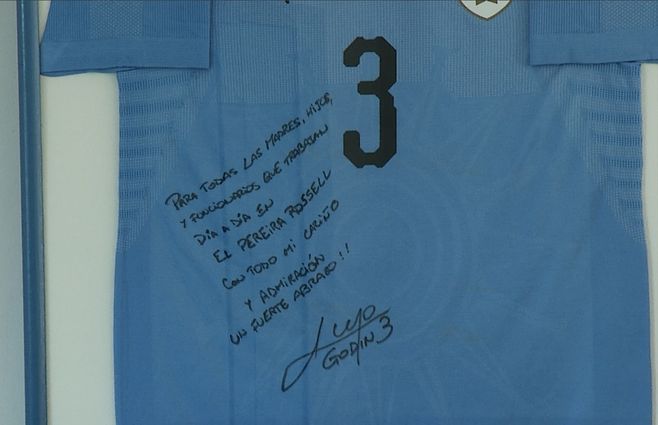 3
PARA TODAS LAS MADRES, HIJOS,
Y FUNCIONARIOS QUE TRABAJAN
DIA A DÍA EN
EL PEREIRA ROSSELL
CON TODO MI CARIÑO
Y ADMIRACIÓN
UN FUERTE ABRAZO!!
GODIN 3